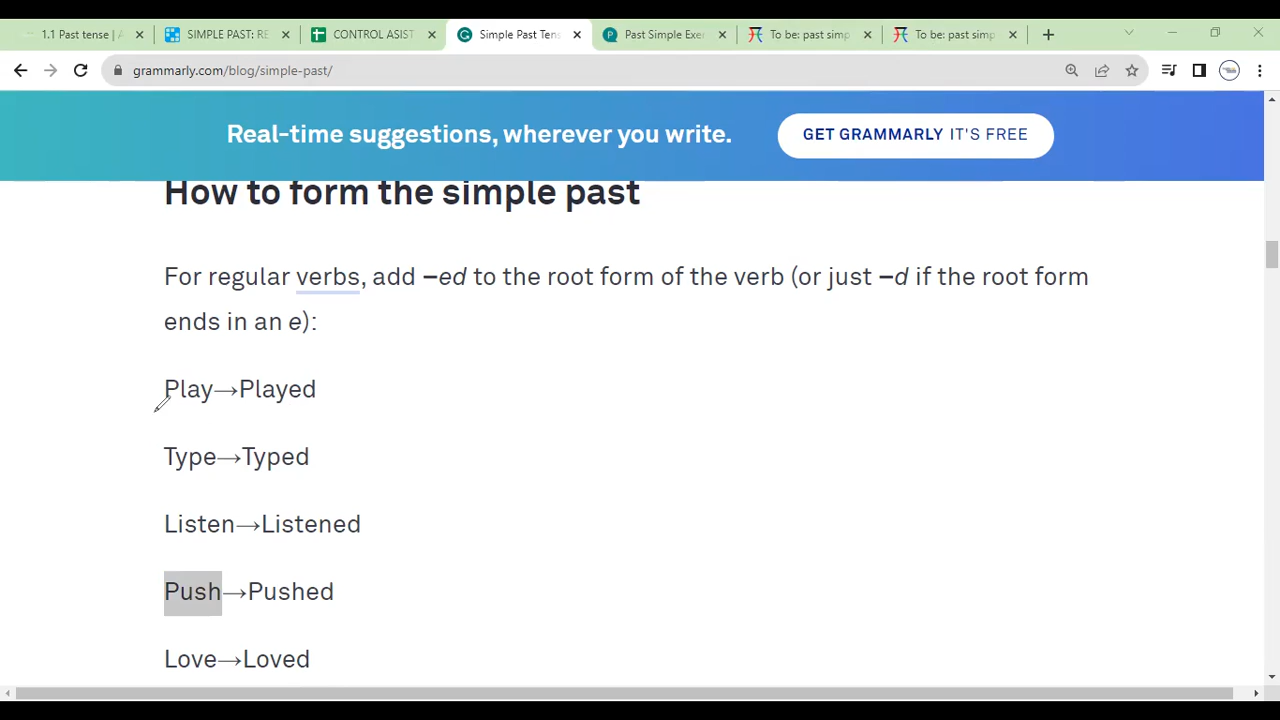 1.1 Past tense | A
SIMPLE PAST: RE
CONTROL ASIST
Simple Past Ten
Past Simple Exer
To be: past simp
To be: past simp
grammarly.com/blog/simple-past/
Real-time suggestions, wherever you write.
GET GRAMMARLY IT'S FREE
How to form the simple past
For regular verbs, add –ed to the root form of the verb (or just –d if the root form
ends in an e):
Play→Played
Type→Typed
Listen→Listened
Push→Pushed
Love→Loved